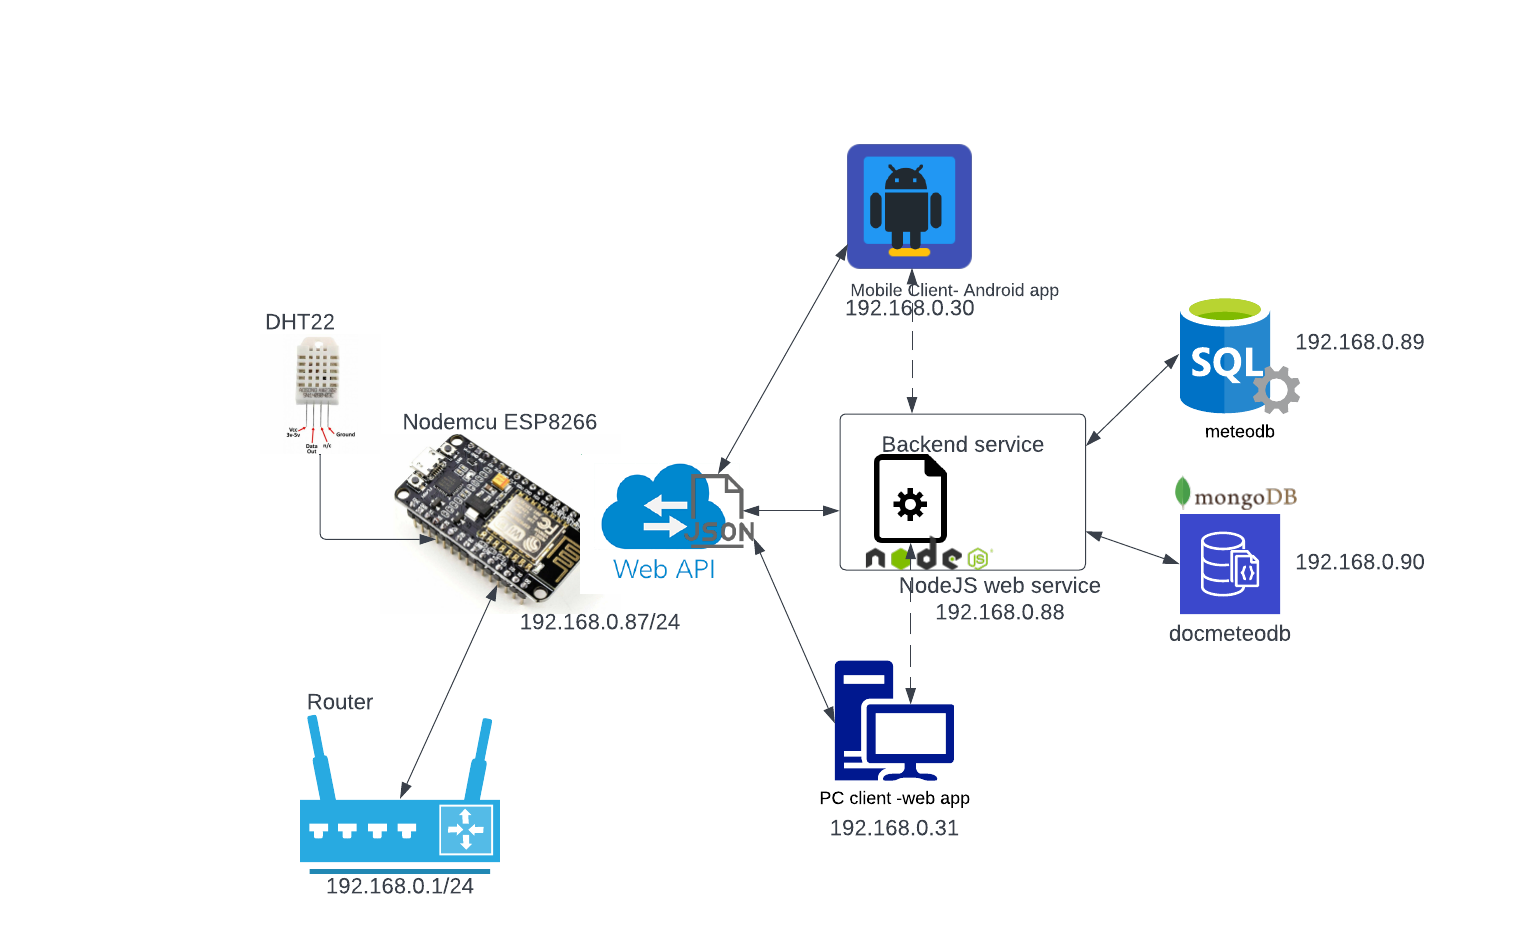 Mobile Client- Android app
192.168.0.30
DHT22
Vcc
3v-5v
Data
Out
n/c
Ground
Nodemcu ESP8266
192.168.0.87/24
JSON
Web API
Backend service
node
JS
NodeJS web service
192.168.0.88
SQL
192.168.0.89
meteodb
mongoDB
192.168.0.90
docmeteodb
Router
192.168.0.1/24
PC client -web app
192.168.0.31